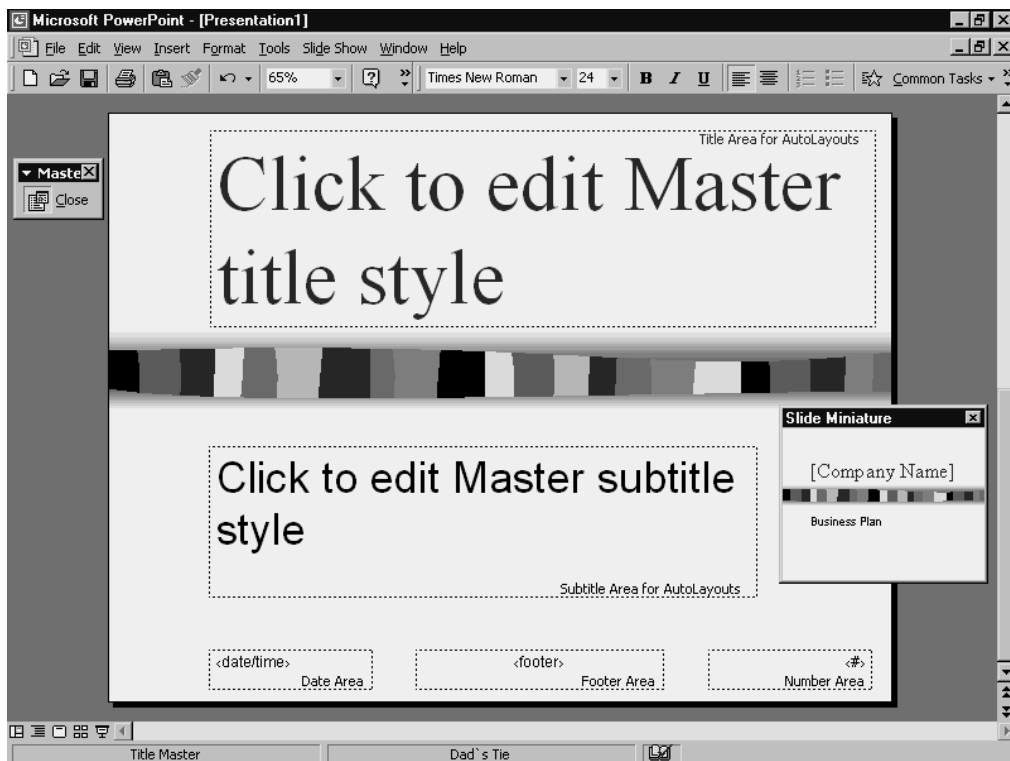 Microsoft PowerPoint - [Presentation1]
File Edit View Insert Format Tools Slide Show Window Help
65% Times New Roman 24 B I U Common Tasks
Title Area for AutoLayouts
Click to edit Master
title style
Maste
Close
Slide Miniature
[Company Name]
Business Plan
Click to edit Master subtitle
style
Subtitle Area for AutoLayouts
<date/time>
Date Area
<footer>
Footer Area
<#>
Number Area
Title Master Dad`s Tie